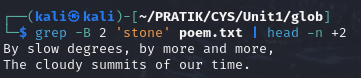 ┌──(kali㉿kali)-[~/PRATIK/CYS/Unit1/glob]
└─$ grep -B 2 'stone' poem.txt | head -n +2
By slow degrees, by more and more,
The cloudy summits of our time.